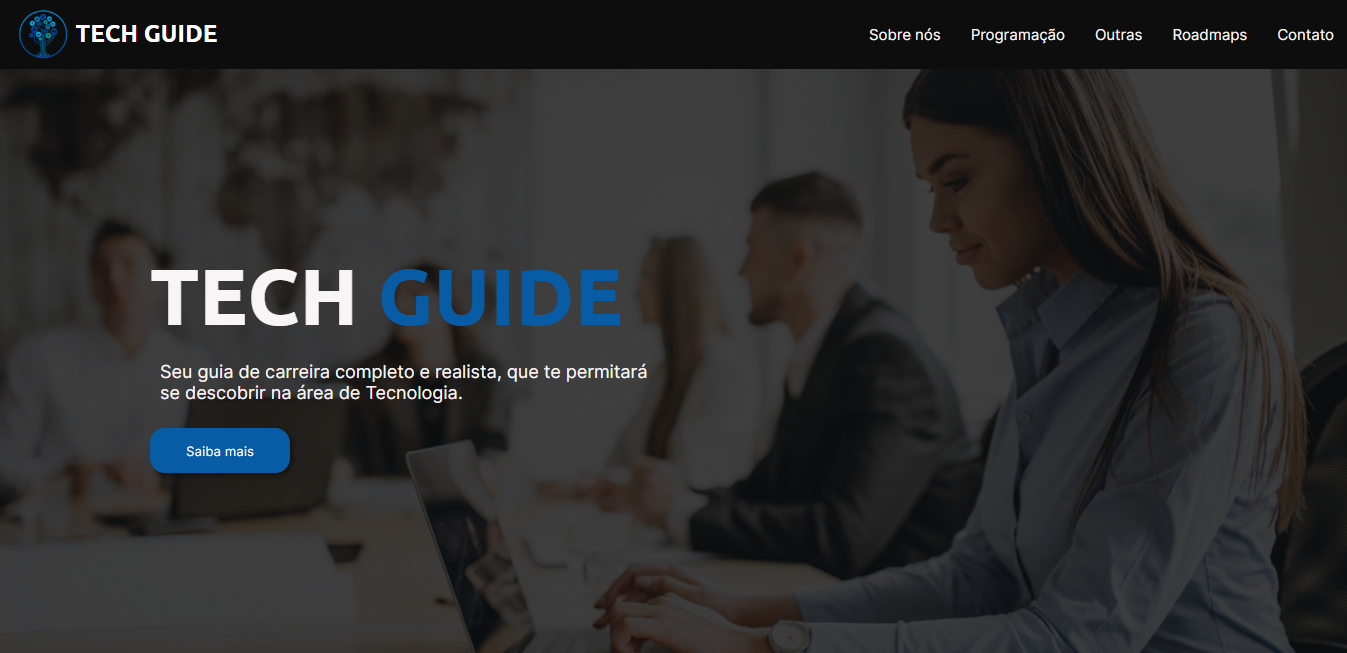 TECH GUIDE
Sobre nós
Programação
Outras
Roadmaps
Contato
TECH GUIDE
Seu guia de carreira completo e realista, que te permitará
se descobrir na área de Tecnologia.
Saiba mais